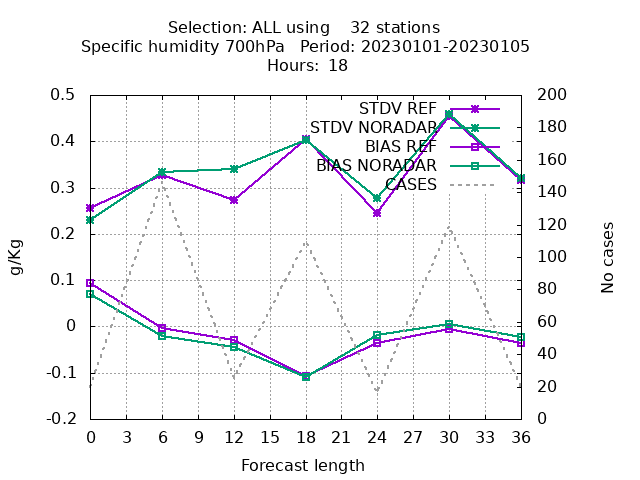 Selection: ALL using    32 stations
Specific humidity 700hPa   Period: 20230101-20230105
Hours:  18
STDV REF
STDV NORADAR
BIAS REF
BIAS NORADAR
CASES
0.5
0.4
0.3
0.2
0.1
0
-0.1
-0.2
g/Kg
200
180
160
140
120
100
80
60
40
20
0
No cases
0 3 6 9 12 15 18 21 24 27 30 33 36
Forecast length